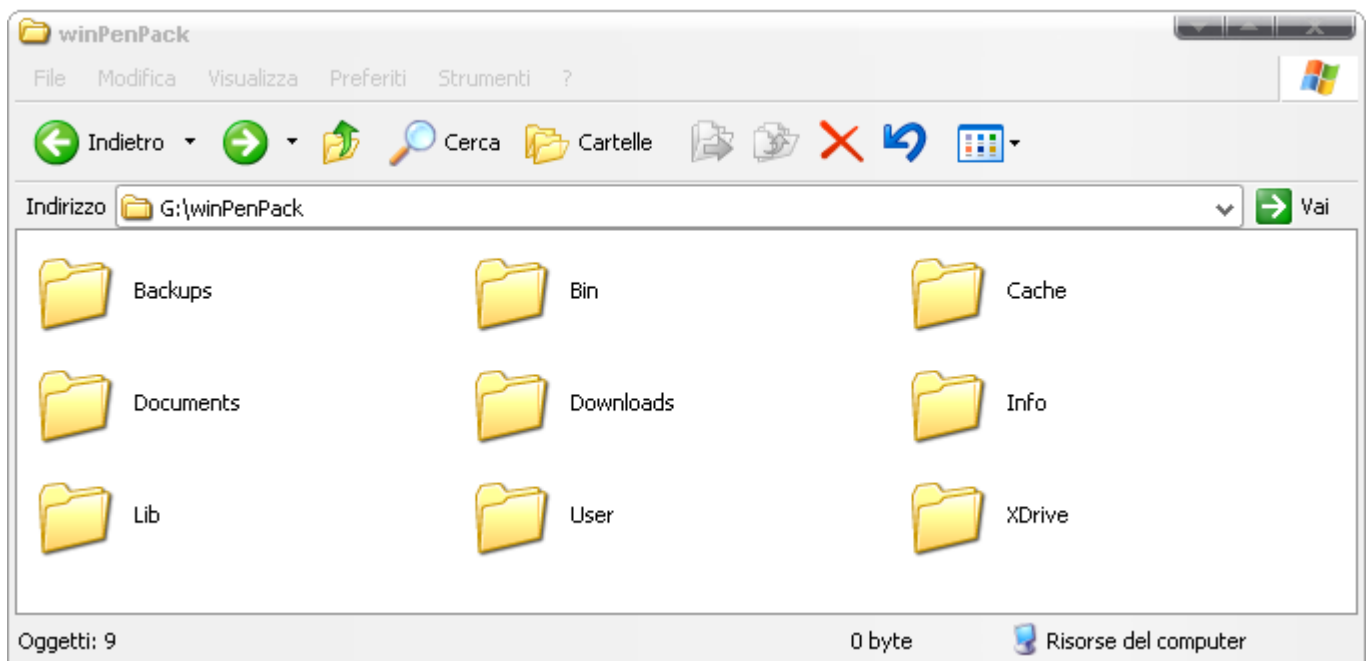 winPenPack
File Modifica Visualizza Preferiti Strumenti ?
Indietro Cerca Cartelle
Indirizzo G:\winPenPack Vai
Backups Bin Cache
Documents Downloads Info
Lib User XDrive
Oggetti: 9 0 byte Risorse del computer